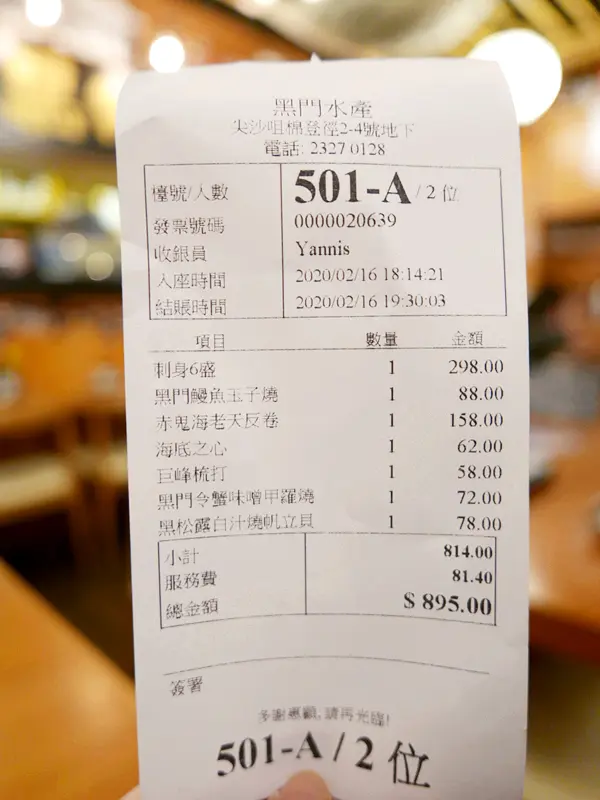 黑門水產
尖沙咀棉登徑2-4號地下
電話: 2327 0128
檯號/人數 501-A / 2 位
發票號碼 0000020639
收銀員 Yannis
入座時間 2020/02/16 18:14:21
結賬時間 2020/02/16 19:30:03
項目 數量 金額
刺身6盛 1 298.00
黑門鰻魚玉子燒 1 88.00
赤鬼海老天反卷 1 158.00
海底之心 1 62.00
巨峰梳打 1 58.00
黑門令蟹味噌甲羅燒 1 72.00
黑松露白汁燒帆立貝 1 78.00
小計 814.00
服務費 81.40
總金額 $ 895.00
簽署
多謝惠顧, 請再光臨!
501-A / 2 位